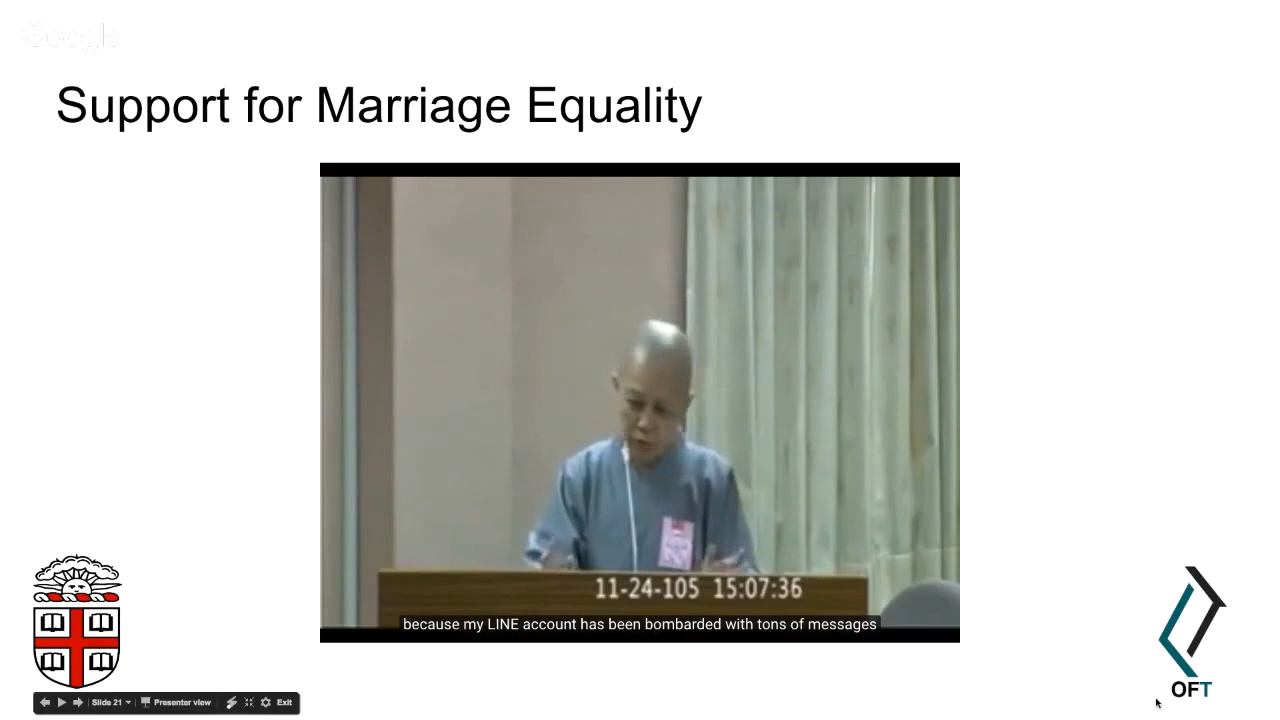 Google
Support for Marriage Equality
11-24-105 15:07:36
because my LINE account has been bombarded with tons of messages
Slide 21
Presenter view
Exit
OFT